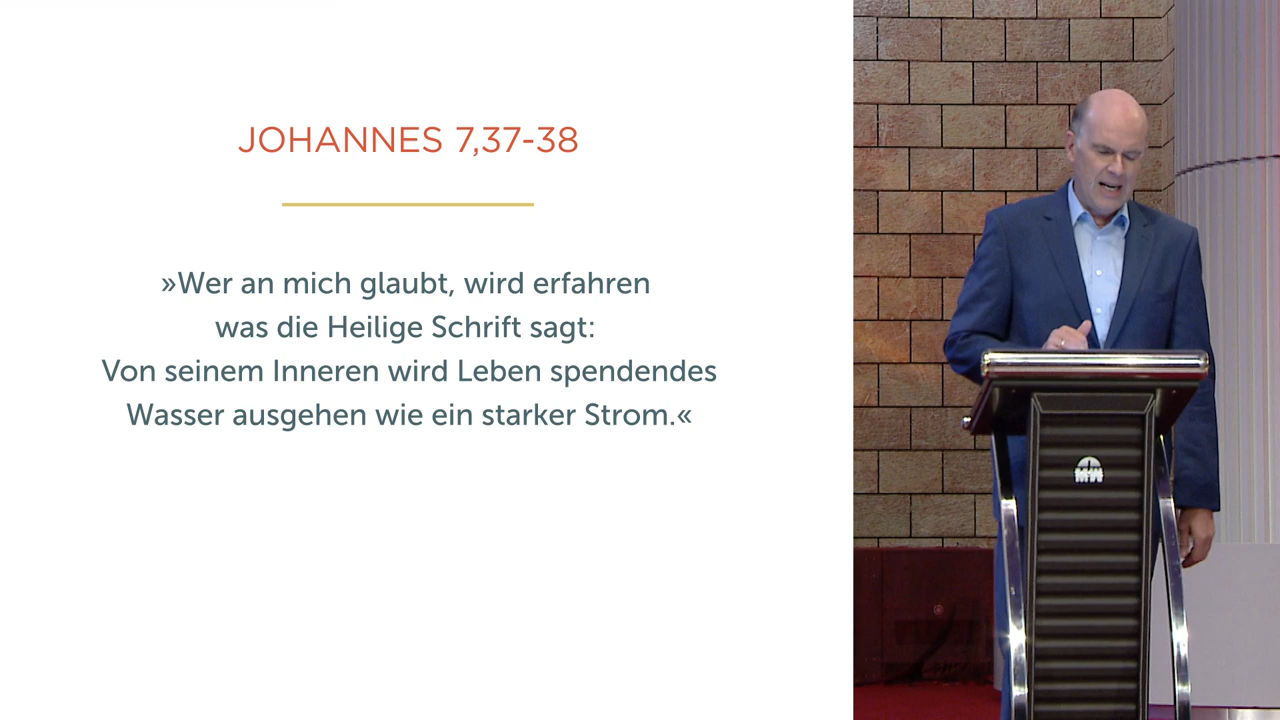 JOHANNES 7,37-38
»Wer an mich glaubt, wird erfahren
was die Heilige Schrift sagt:
Von seinem Inneren wird Leben spendendes
Wasser ausgehen wie ein starker Strom.«
MW